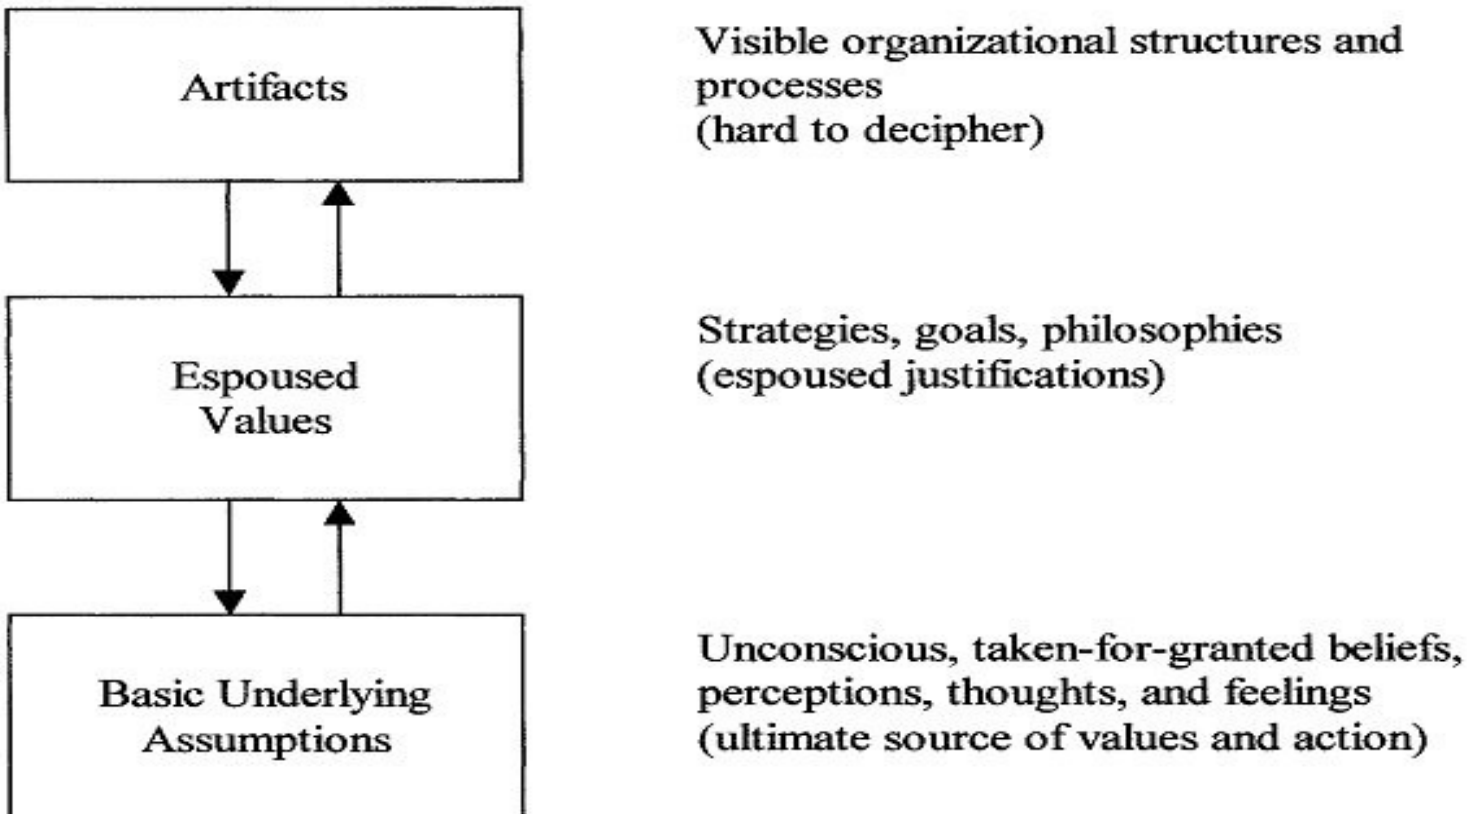 Artifacts
Visible organizational structures and
processes
(hard to decipher)
Espoused
Values
Strategies, goals, philosophies
(espoused justifications)
Basic Underlying
Assumptions
Unconscious, taken-for-granted beliefs,
perceptions, thoughts, and feelings
(ultimate source of values and action)